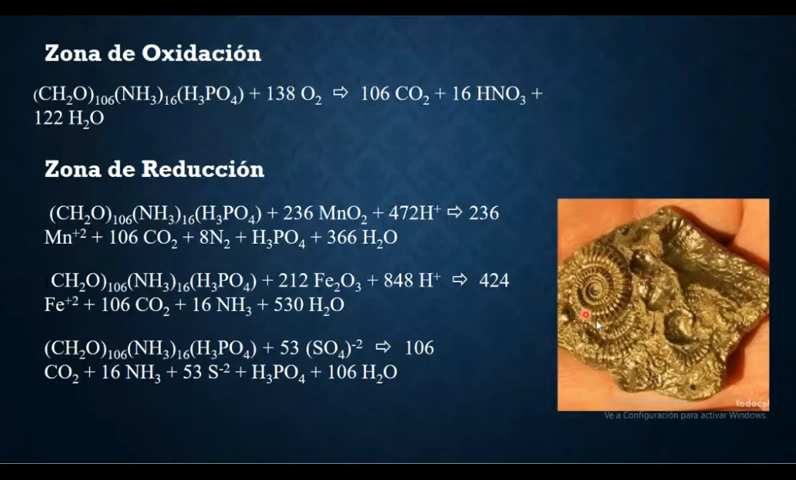 Zona de Oxidación
(CH₂O)₁₀₆(NH₃)₁₆(H₃PO₄) + 138 O₂ ⇨ 106 CO₂ + 16 HNO₃ +
122 H₂O
Zona de Reducción
(CH₂O)₁₀₆(NH₃)₁₆(H₃PO₄) + 236 MnO₂ + 472H⁺ ⇨ 236
Mn⁺² + 106 CO₂ + 8N₂ + H₃PO₄ + 366 H₂O
CH₂O)₁₀₆(NH₃)₁₆(H₃PO₄) + 212 Fe₂O₃ + 848 H⁺ ⇨ 424
Fe⁺² + 106 CO₂ + 16 NH₃ + 530 H₂O
(CH₂O)₁₀₆(NH₃)₁₆(H₃PO₄) + 53 (SO₄)⁻² ⇨ 106
CO₂ + 16 NH₃ + 53 S⁻² + H₃PO₄ + 106 H₂O
todocol
Ve a Configuración para activar Windows.